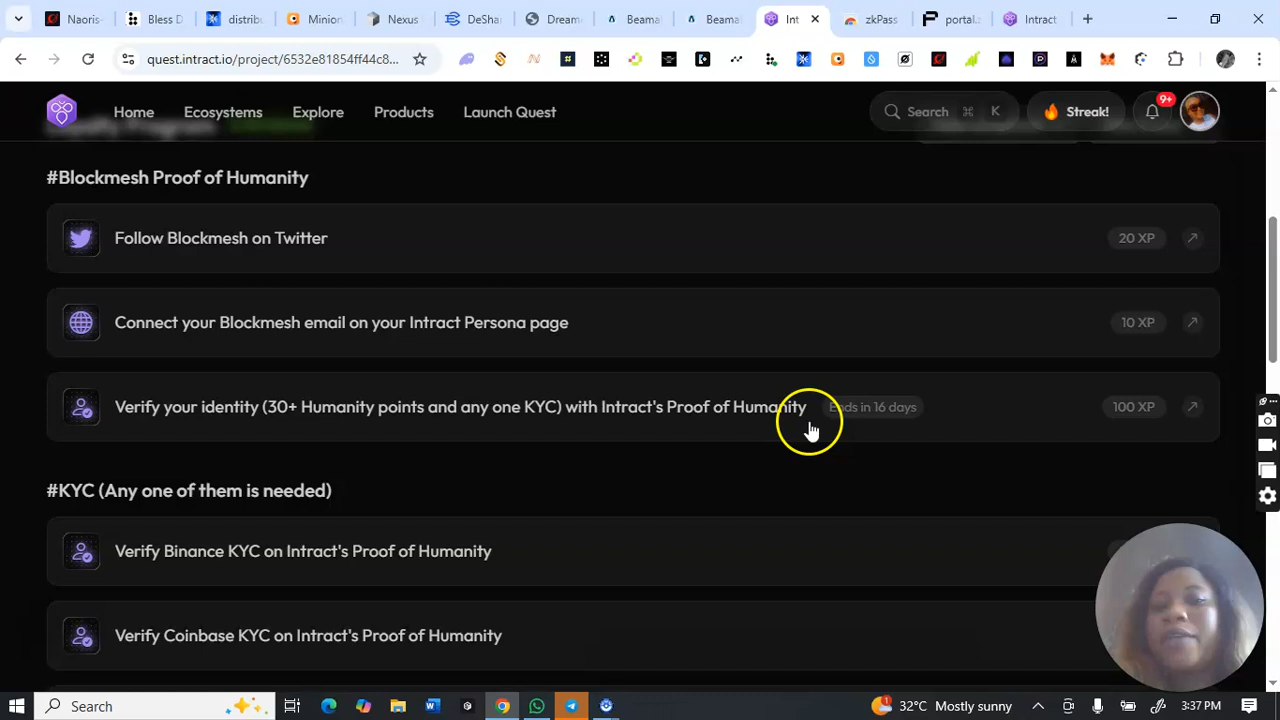 Naoris
Bless D
distribu
Minion
Nexus
DeShar
Dream
Beama
Beama
Int
zkPass
portal.
Intract
quest.intract.io/project/6532e81854ff44c8...
Home
Ecosystems
Explore
Products
Launch Quest
Search
K
Streak!
9+
#Blockmesh Proof of Humanity
Follow Blockmesh on Twitter
20 XP
Connect your Blockmesh email on your Intract Persona page
10 XP
Verify your identity (30+ Humanity points and any one KYC) with Intract's Proof of Humanity
Ends in 16 days
100 XP
#KYC (Any one of them is needed)
Verify Binance KYC on Intract's Proof of Humanity
Verify Coinbase KYC on Intract's Proof of Humanity
Search
1
32°C Mostly sunny
3:37 PM